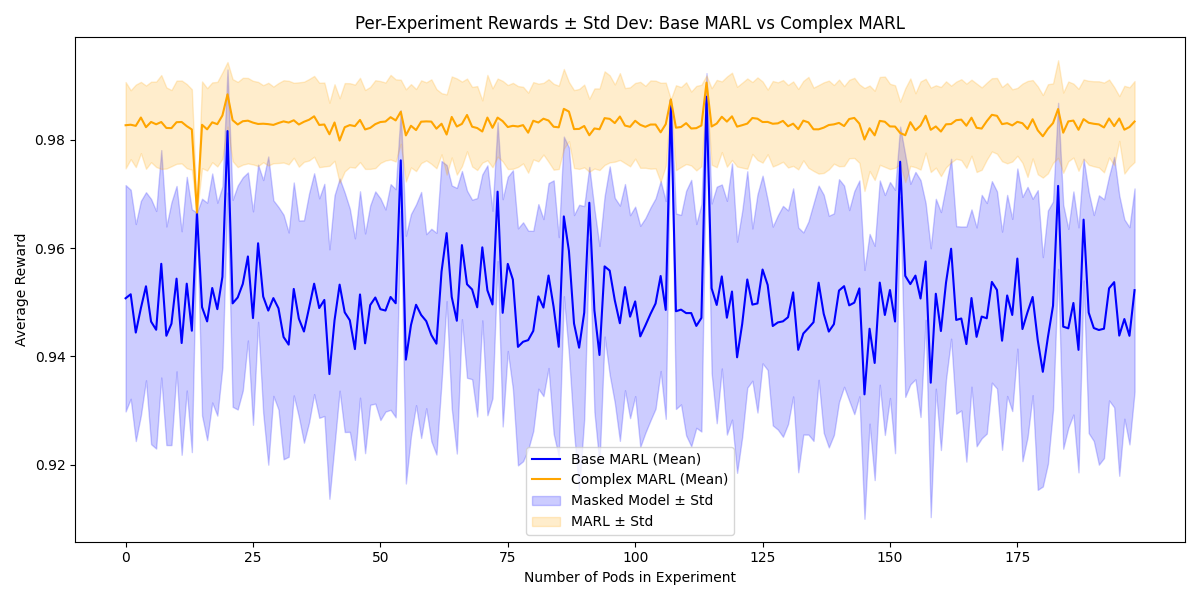 Per-Experiment Rewards ± Std Dev: Base MARL vs Complex MARL
Average Reward
0.98
0.96
0.94
0.92
Base MARL (Mean)
Complex MARL (Mean)
Masked Model ± Std
MARL ± Std
0 25 50 75 100 125 150 175
Number of Pods in Experiment